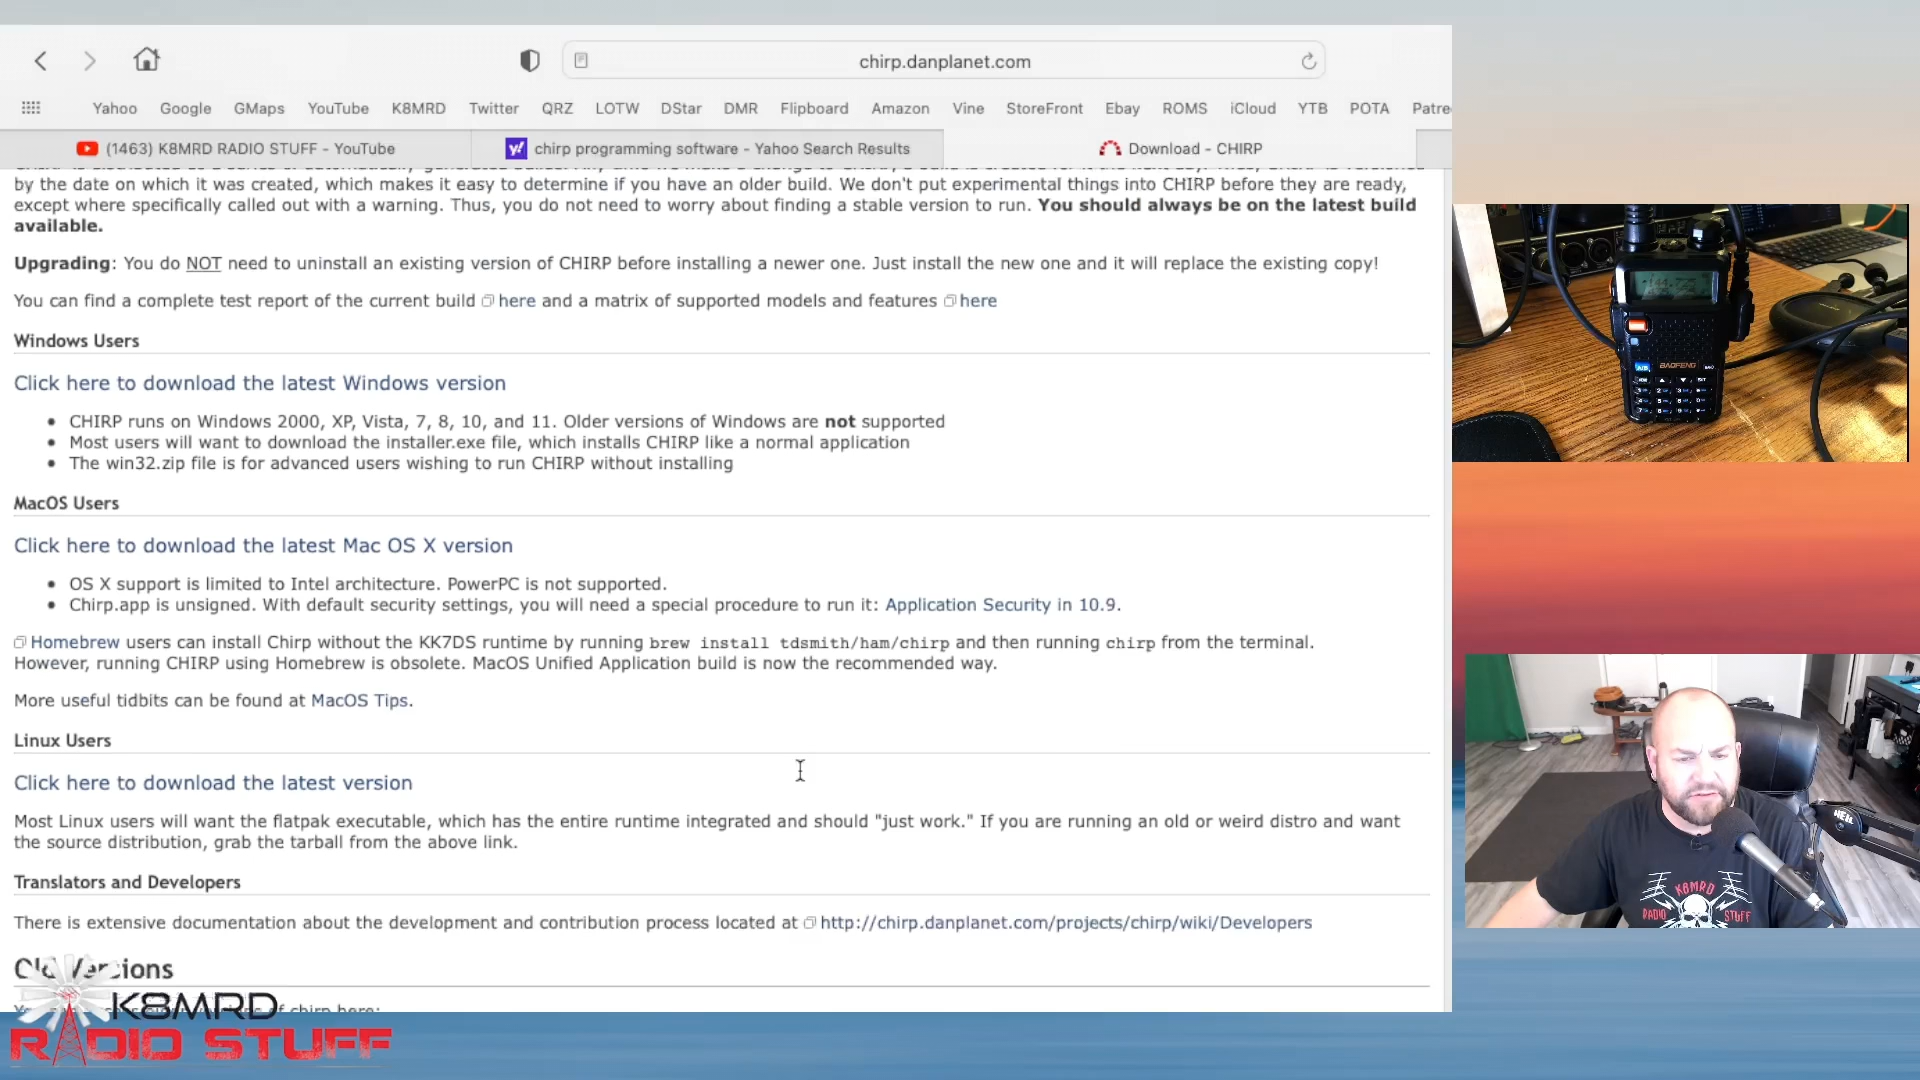 chirp.danplanet.com
Yahoo Google GMaps YouTube K8MRD Twitter QRZ LOTW DStar DMR Flipboard Amazon Vine StoreFront Ebay ROMS iCloud YTB POTA Patre
(1463) K8MRD RADIO STUFF - YouTube
chirp programming software - Yahoo Search Results
Download - CHIRP
by the date on which it was created, which makes it easy to determine if you have an older build. We don't put experimental things into CHIRP before they are ready,
except where specifically called out with a warning. Thus, you do not need to worry about finding a stable version to run. You should always be on the latest build
available.
Upgrading: You do NOT need to uninstall an existing version of CHIRP before installing a newer one. Just install the new one and it will replace the existing copy!
You can find a complete test report of the current build here and a matrix of supported models and features here
Windows Users
Click here to download the latest Windows version
• CHIRP runs on Windows 2000, XP, Vista, 7, 8, 10, and 11. Older versions of Windows are not supported
• Most users will want to download the installer.exe file, which installs CHIRP like a normal application
• The win32.zip file is for advanced users wishing to run CHIRP without installing
MacOS Users
Click here to download the latest Mac OS X version
• OS X support is limited to Intel architecture. PowerPC is not supported.
• Chirp.app is unsigned. With default security settings, you will need a special procedure to run it: Application Security in 10.9.
Homebrew users can install Chirp without the KK7DS runtime by running brew install tdsmith/ham/chirp and then running chirp from the terminal.
However, running CHIRP using Homebrew is obsolete. MacOS Unified Application build is now the recommended way.
More useful tidbits can be found at MacOS Tips.
Linux Users
Click here to download the latest version
Most Linux users will want the flatpak executable, which has the entire runtime integrated and should "just work." If you are running an old or weird distro and want
the source distribution, grab the tarball from the above link.
Translators and Developers
There is extensive documentation about the development and contribution process located at http://chirp.danplanet.com/projects/chirp/wiki/Developers
Old Versions
of chirp here:
K8MRD
RADIO STUFF
BAOFENG
HEIL
K8MRD
RADIO STUFF